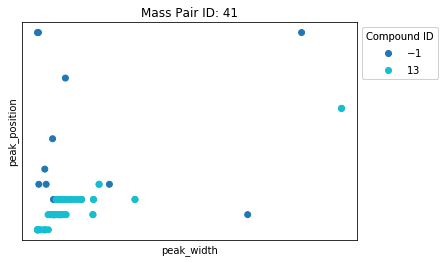 Mass Pair ID: 41
Compound ID
−1
13
peak_position
peak_width